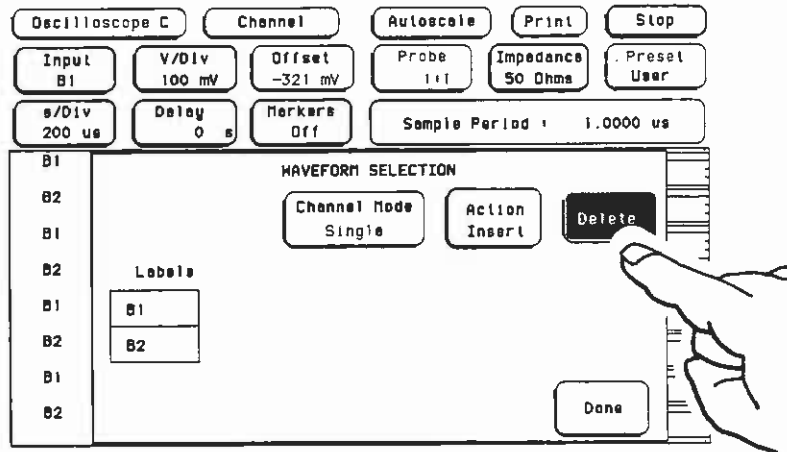 Oscilloscope C Channel Autoscale Print Stop
Input V/Div Offset Probe Impedance Preset
B1 100 mV -321 mV 1:1 50 Ohms User
s/Div Delay Markers Sample Period : 1.0000 us
200 us 0 s Off
B1
WAVEFORM SELECTION
B2
Channel Mode Action Delete
Single Insert
B1
B2
Labels
B1
B1
B2
B2
B1
B2
Done